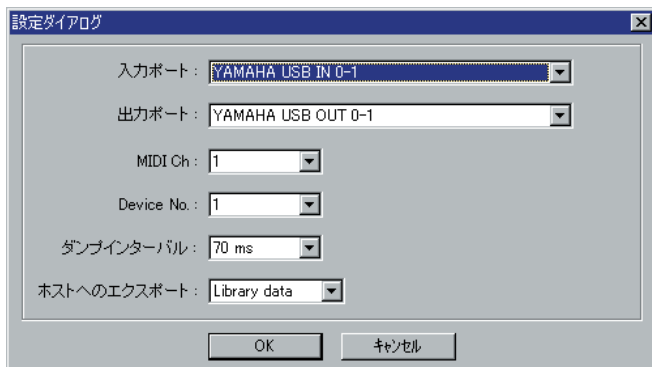 設定ダイアログ
入力ポート： YAMAHA USB IN 0-1
出力ポート： YAMAHA USB OUT 0-1
MIDI Ch： 1
Device No.： 1
ダンプインターバル： 70 ms
ホストへのエクスポート： Library data
OK キャンセル